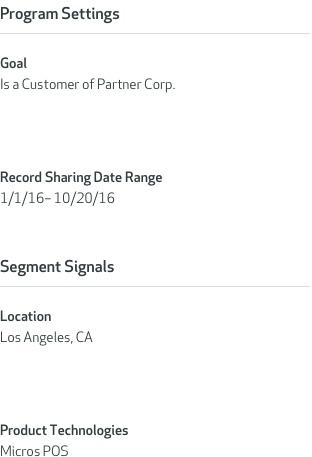 Program Settings
Goal
Is a Customer of Partner Corp.
Record Sharing Date Range
1/1/16– 10/20/16
Segment Signals
Location
Los Angeles, CA
Product Technologies
Micros POS